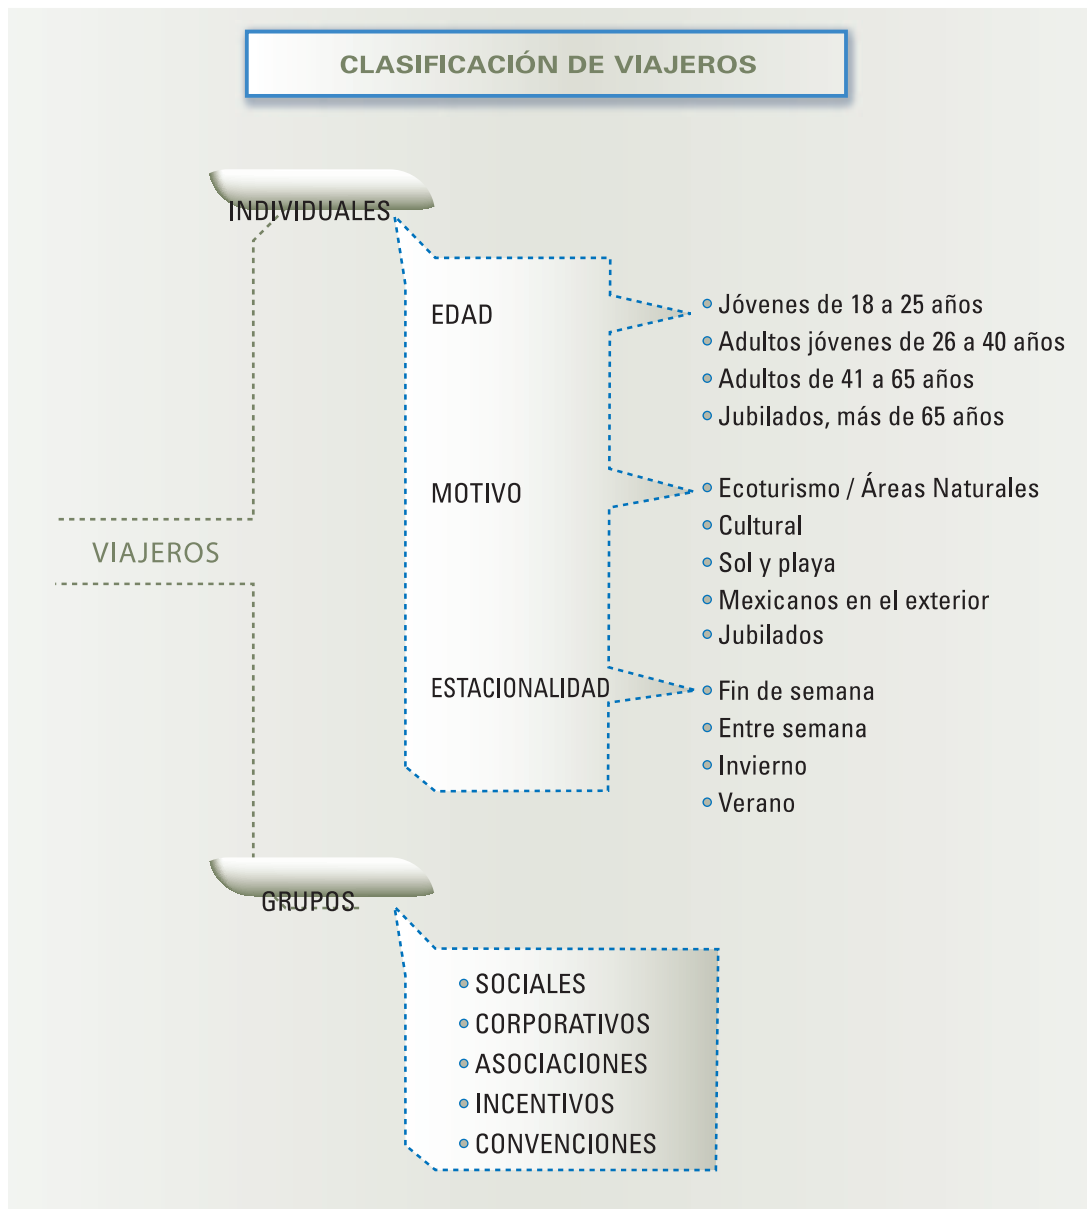 CLASIFICACIÓN DE VIAJEROS
INDIVIDUALES
EDAD
Jóvenes de 18 a 25 años
Adultos jóvenes de 26 a 40 años
Adultos de 41 a 65 años
Jubilados, más de 65 años
MOTIVO
Ecoturismo / Áreas Naturales
Cultural
Sol y playa
Mexicanos en el exterior
Jubilados
VIAJEROS
ESTACIONALIDAD
Fin de semana
Entre semana
Invierno
Verano
GRUPOS
SOCIALES
CORPORATIVOS
ASOCIACIONES
INCENTIVOS
CONVENCIONES